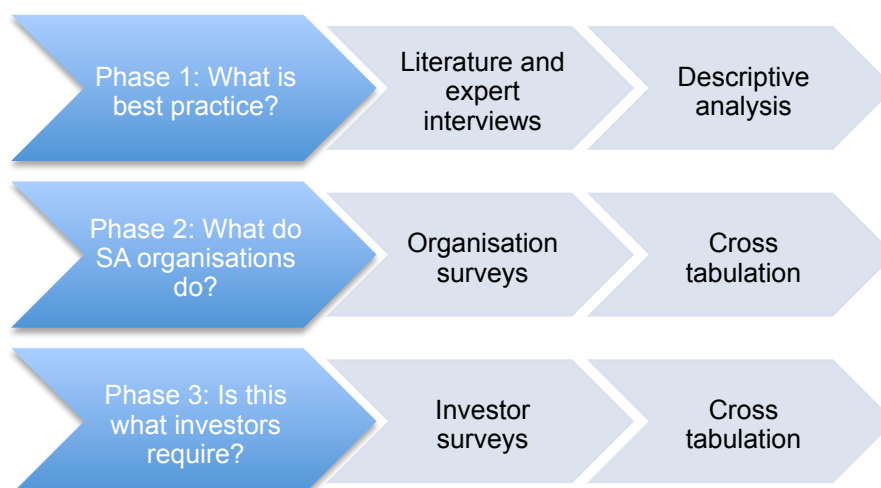 Phase 1: What is
best practice?
Literature and
expert
interviews
Descriptive
analysis
Phase 2: What do
SA organisations
do?
Organisation
surveys
Cross
tabulation
Phase 3: Is this
what investors
require?
Investor
surveys
Cross
tabulation